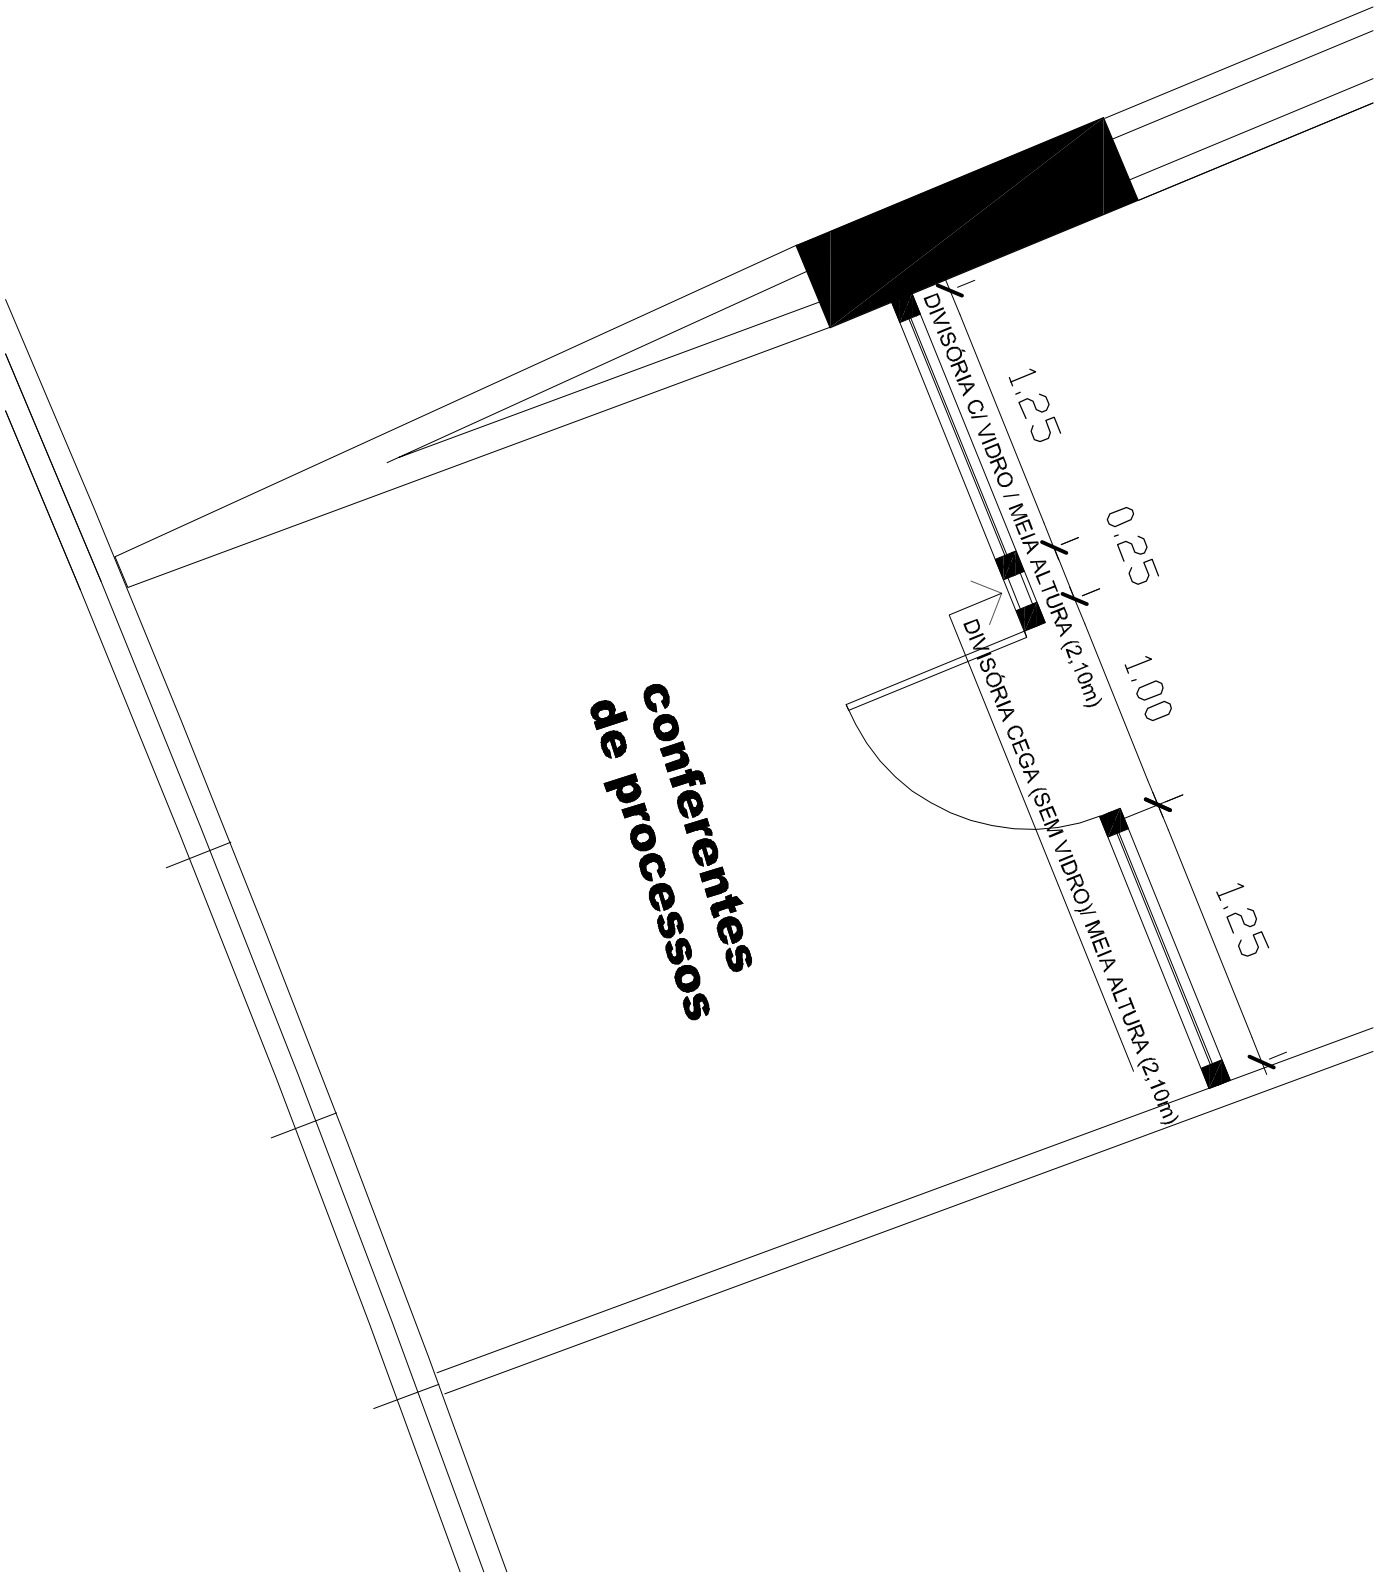 DIVISÓRIA C/ VIDRO / MEIA ALTURA (2,10m)
1.25
0.25
1.00
1.25
DIVISÓRIA CEGA (SEM VIDRO)/ MEIA ALTURA (2,10m)
conferentes
de processos